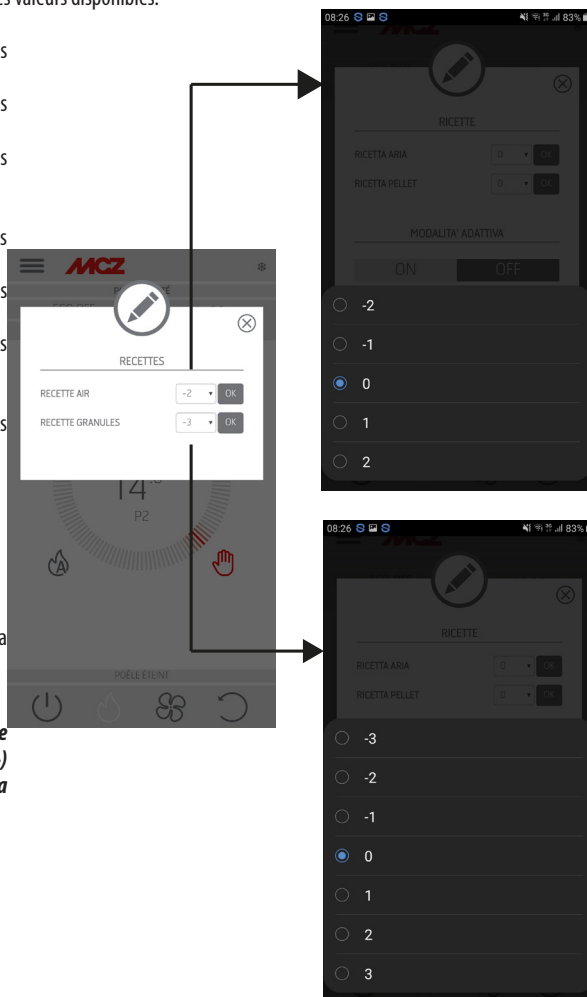 es valeurs disponibles.
s
s
s
s
s
s
s
a
e
)
a
MCZ
RECETTES
RECETTE AIR -2 OK
RECETTE GRANULES -3 OK
P2
POÊLE ÉTEINT
08:26 83%
RICETTE
RICETTA ARIA 0 OK
RICETTA PELLET 0 OK
MODALITA' ADATTIVA
ON OFF
-2
-1
0
1
2
08:26 83%
RICETTE
RICETTA ARIA 0 OK
RICETTA PELLET 0 OK
-3
-2
-1
0
1
2
3